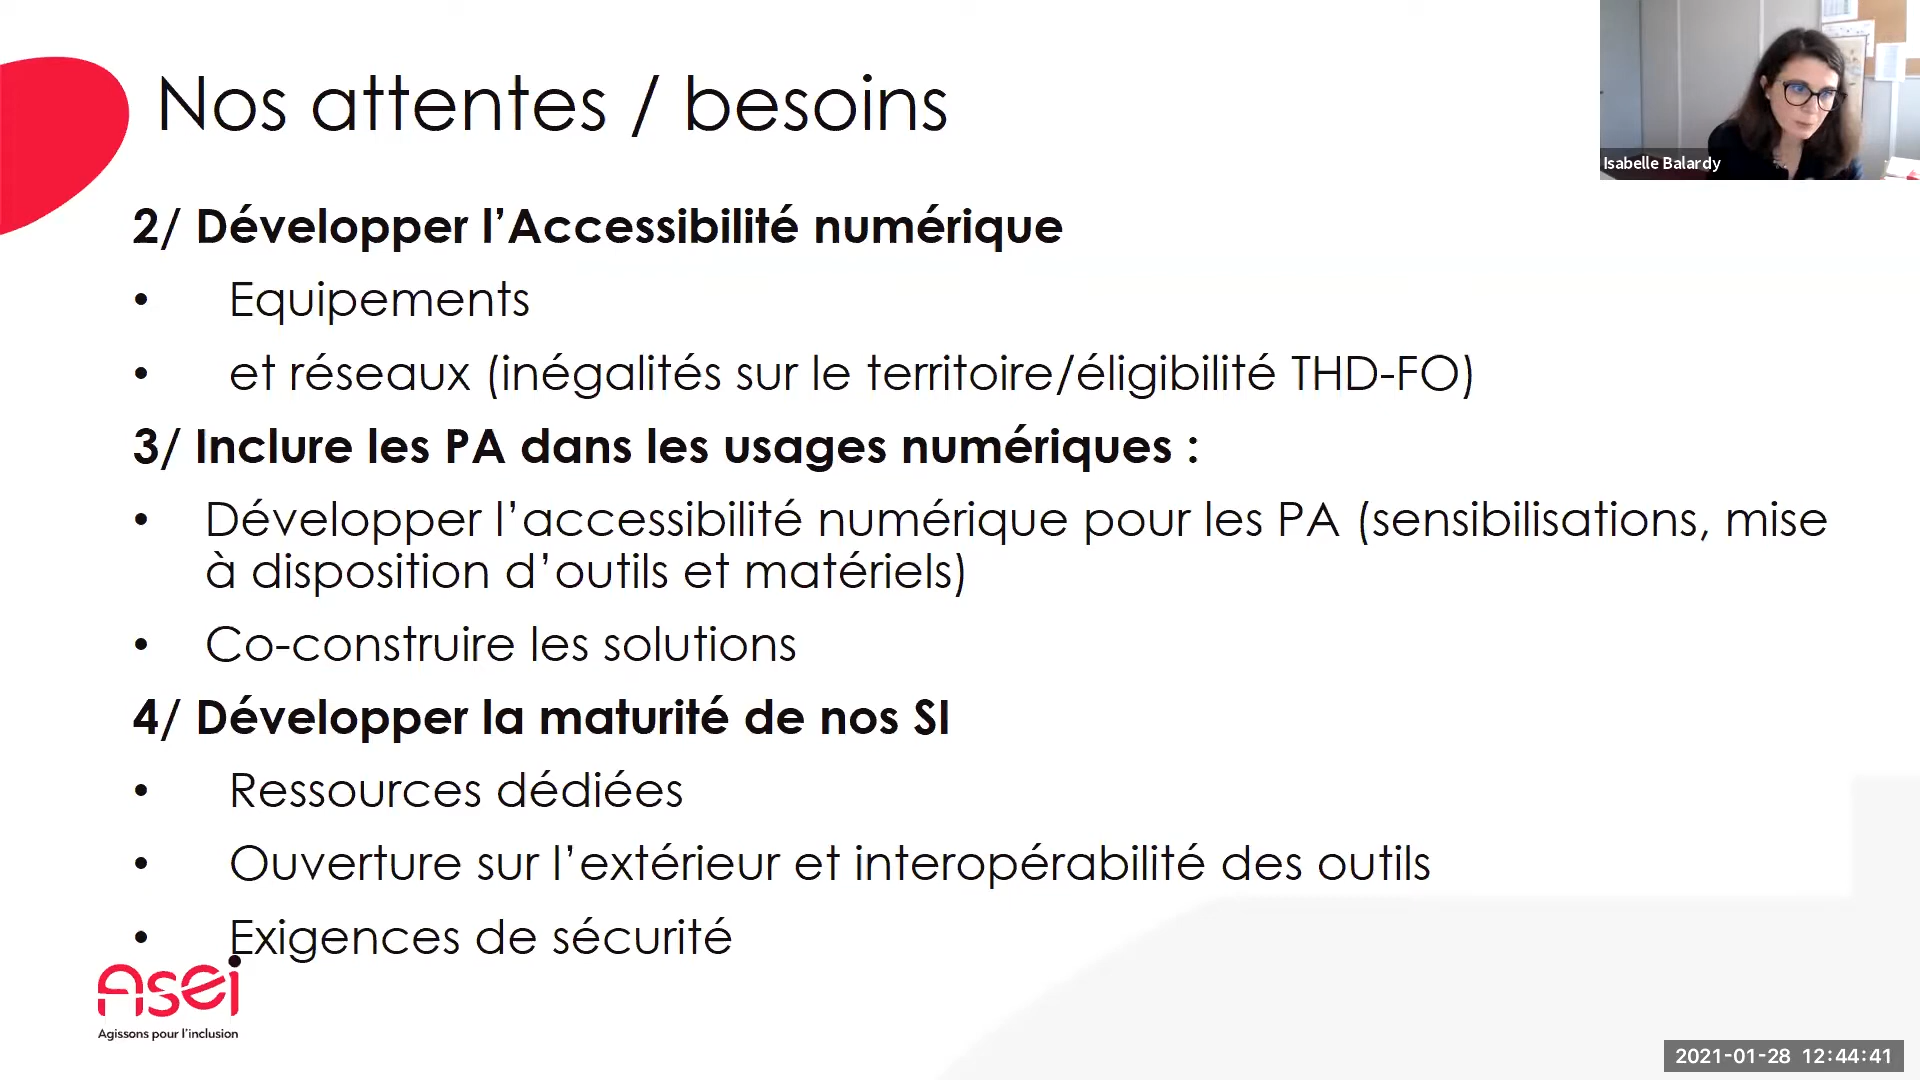 Nos attentes / besoins
Isabelle Balardy
2/ Développer l’Accessibilité numérique
• Equipements
• et réseaux (inégalités sur le territoire/éligibilité THD-FO)
3/ Inclure les PA dans les usages numériques :
• Développer l’accessibilité numérique pour les PA (sensibilisations, mise
à disposition d’outils et matériels)
• Co-construire les solutions
4/ Développer la maturité de nos SI
• Ressources dédiées
• Ouverture sur l’extérieur et interopérabilité des outils
• Exigences de sécurité
Asei
Agissons pour l’inclusion
2021-01-28 12:44:41